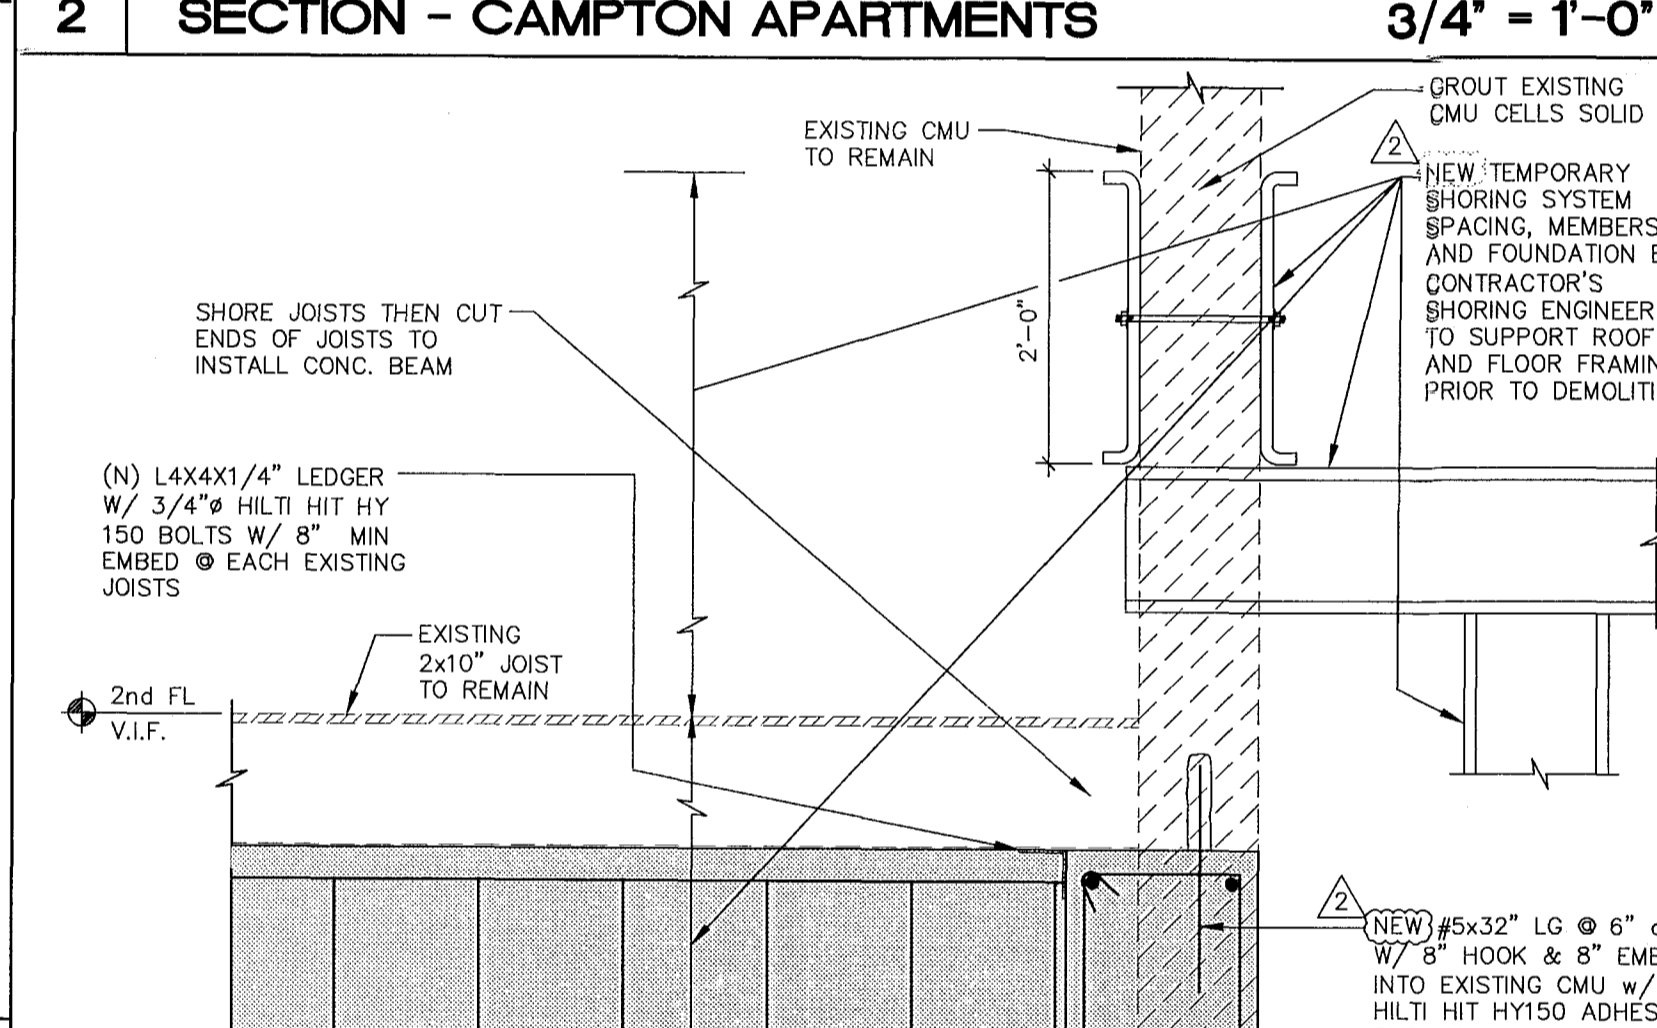 2 SECTION - CAMPTON APARTMENTS 3/4" = 1'-0"
GROUT EXISTING
CMU CELLS SOLID
EXISTING CMU
TO REMAIN
2
NEW TEMPORARY
SHORING SYSTEM
SPACING, MEMBERS
AND FOUNDATION
CONTRACTOR'S
SHORING ENGINEER
TO SUPPORT ROOF
AND FLOOR
PRIOR TO
2'-0"
SHORE JOISTS THEN CUT
ENDS OF JOISTS TO
INSTALL CONC. BEAM
(N) L4X4X1/4" LEDGER
W/ 3/4"ø HILTI HIT HY
150 BOLTS W/ 8" MIN
EMBED @ EACH EXISTING
JOISTS
EXISTING
2x10" JOIST
TO REMAIN
2nd FL
V.I.F.
2
NEW #5x32" LG @ 6"
W/ 8" HOOK & 8"
INTO EXISTING CMU w/
HILTI HIT HY150